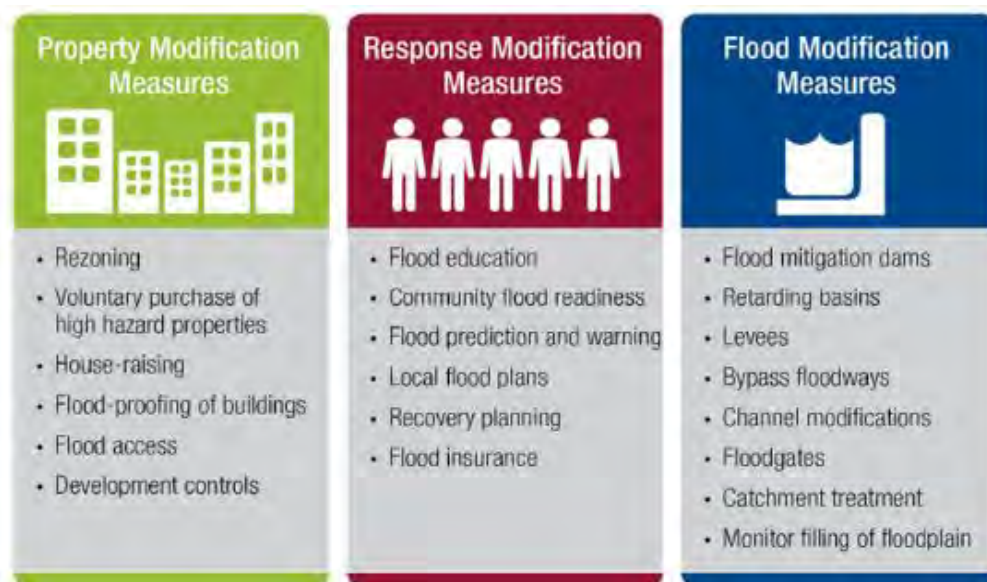 Property Modification
Measures
• Rezoning
• Voluntary purchase of
high hazard properties
• House-raising
• Flood-proofing of buildings
• Flood access
• Development controls
Response Modification
Measures
• Flood education
• Community flood readiness
• Flood prediction and warning
• Local flood plans
• Recovery planning
• Flood insurance
Flood Modification
Measures
• Flood mitigation dams
• Retarding basins
• Levees
• Bypass floodways
• Channel modifications
• Floodgates
• Catchment treatment
• Monitor filling of floodplain